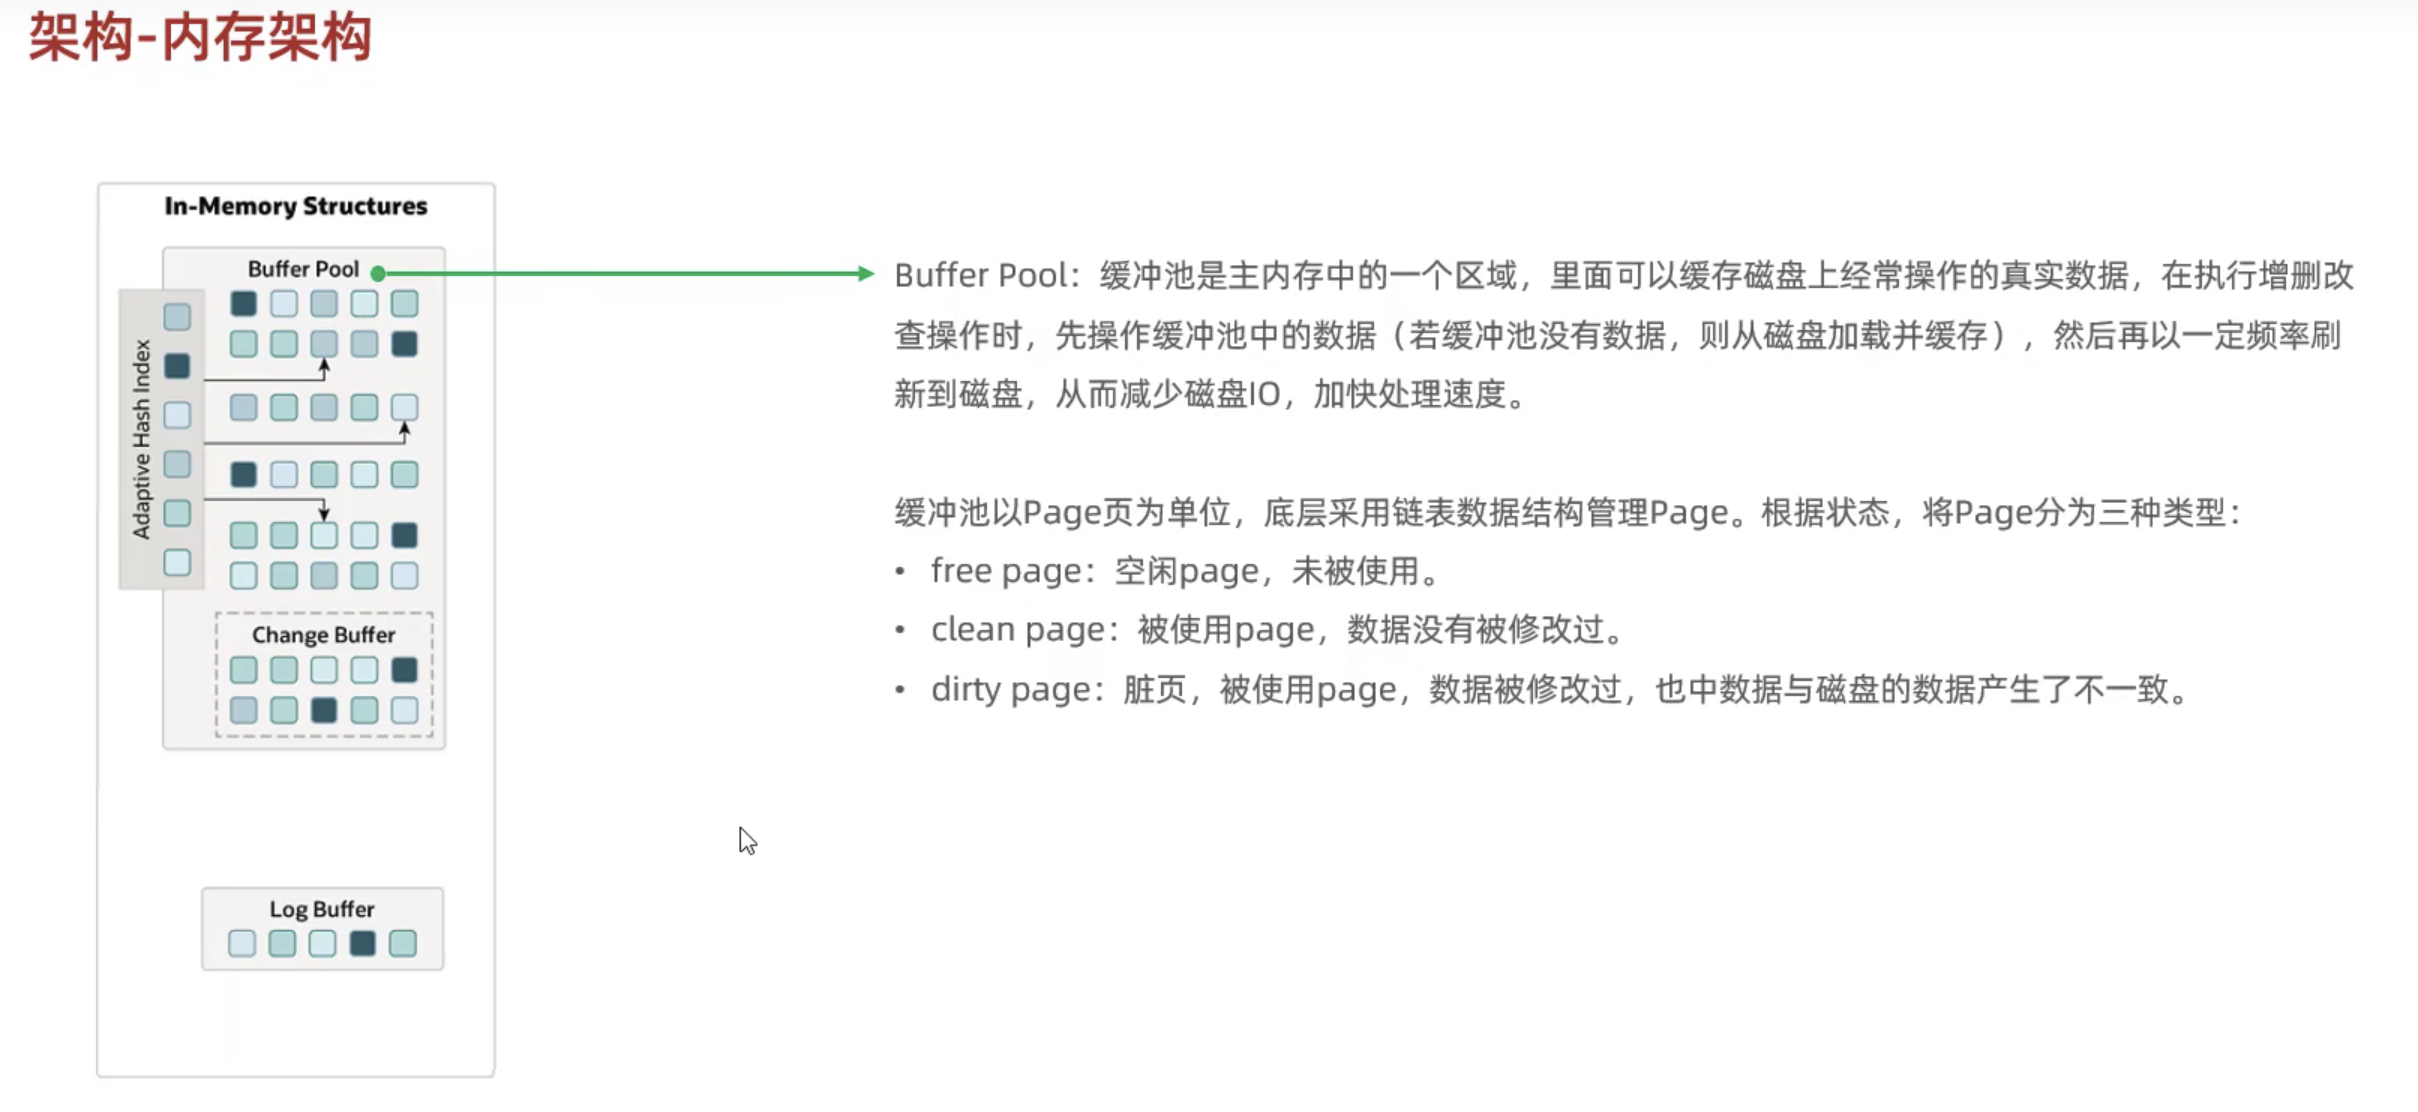 架构-内存架构
In-Memory Structures
Buffer Pool
Adaptive Hash Index
Change Buffer
Log Buffer
Buffer Pool：缓冲池是主内存中的一个区域，里面可以缓存磁盘上经常操作的真实数据，在执行增删改
查操作时，先操作缓冲池中的数据（若缓冲池没有数据，则从磁盘加载并缓存），然后再以一定频率刷
新到磁盘，从而减少磁盘IO，加快处理速度。
缓冲池以Page页为单位，底层采用链表数据结构管理Page。根据状态，将Page分为三种类型：
• free page：空闲page，未被使用。
• clean page：被使用page，数据没有被修改过。
• dirty page：脏页，被使用page，数据被修改过，也中数据与磁盘的数据产生了不一致。